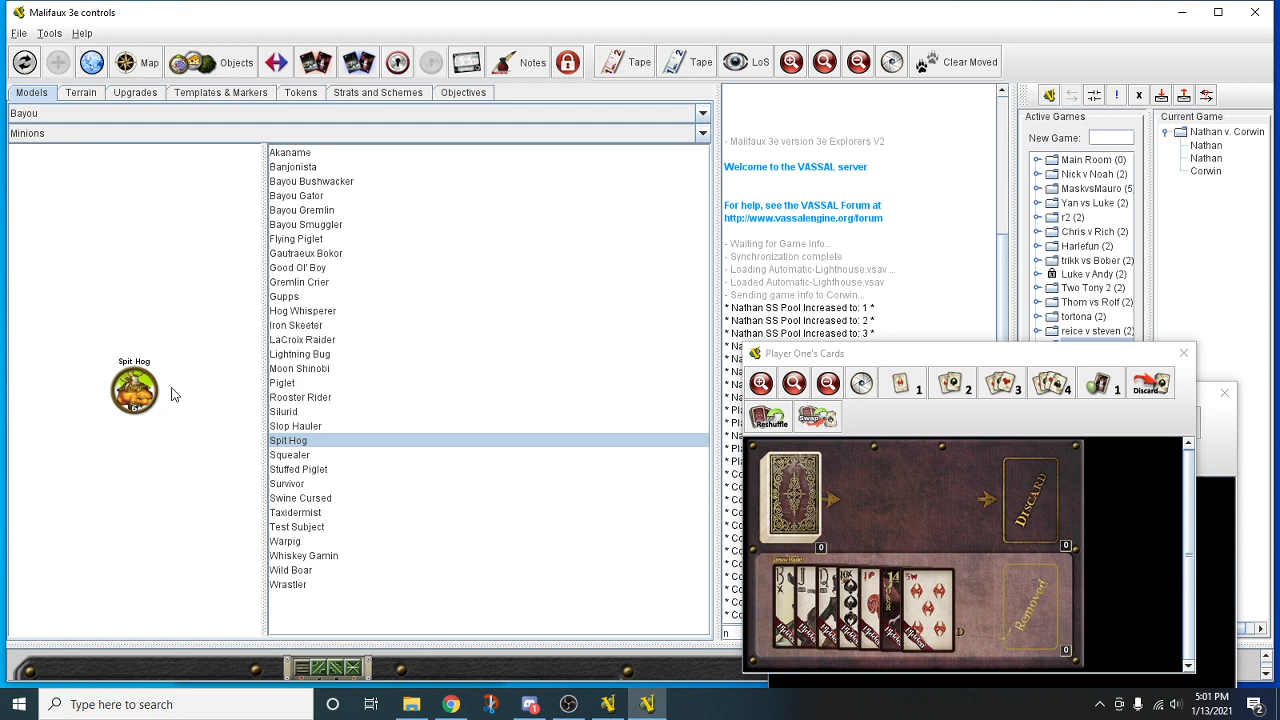 Malifaux 3e controls
File Tools Help
Map Objects Notes Tape Tape LoS Clear Moved
Models Terrain Upgrades Templates & Markers Tokens Strats and Schemes Objectives
Bayou
Minions
Spit Hog
6
Akaname
Banjonista
Bayou Bushwacker
Bayou Gator
Bayou Gremlin
Bayou Smuggler
Flying Piglet
Gautraeux Bokor
Good Ol' Boy
Gremlin Crier
Gupps
Hog Whisperer
Iron Skeeter
LaCroix Raider
Lightning Bug
Moon Shinobi
Piglet
Rooster Rider
Silurid
Slop Hauler
Spit Hog
Squealer
Stuffed Piglet
Survivor
Swine Cursed
Taxidermist
Test Subject
Warpig
Whiskey Gamin
Wild Boar
Wrastler
- Malifaux 3e version 3e Explorers V2
Welcome to the VASSAL server
For help, see the VASSAL Forum at
http://www.vassalengine.org/forum
- Waiting for Game Info...
- Synchronization complete
- Loading Automatic-Lighthouse.vsav ...
- Loaded Automatic-Lighthouse.vsav
- Sending game info to Corwin...
* Nathan SS Pool Increased to: 1 *
* Nathan SS Pool Increased to: 2 *
* Nathan SS Pool Increased to: 3 *
n
! x
Active Games
New Game:
Main Room (0)
Nick v Noah (2)
MaskvsMauro (5
Yan vs Luke (2)
r2 (2)
Chris v Rich (2)
Harlefun (2)
trikk vs Bober (2)
Luke v Andy (2)
Two Tony 2 (2)
Thom vs Rolf (2)
tortona (2)
reice v steven (2)
Current Game
Nathan v. Corwin
Nathan
Nathan
Corwin
Player One's Cards
1 2 3 4 1 Discard
Reshuffle Swap
DISCARD
0
0
Removed
0
Type here to search
5:01 PM
1/13/2021
2